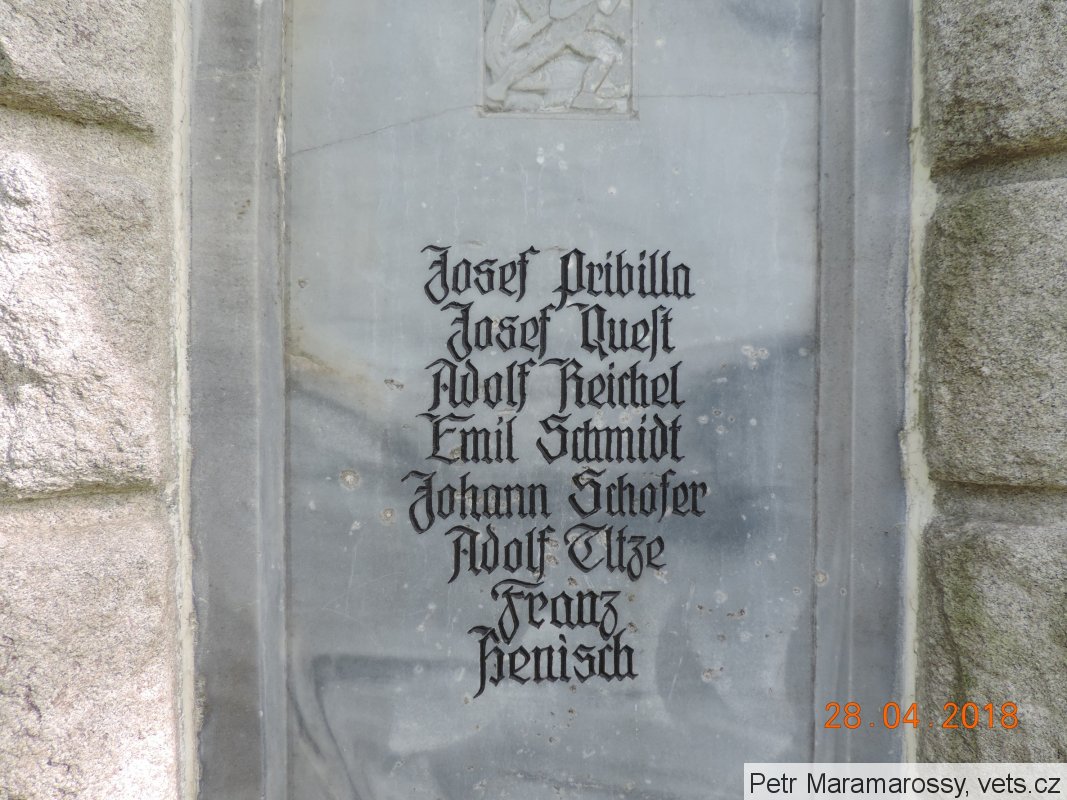 Josef Pribilla
Josef Quest
Adolf Reichel
Emil Schmidt
Johann Schofer
Adolf Tltze
Franz
Henisch
28.04.2018
Petr Maramarossy, vets.cz